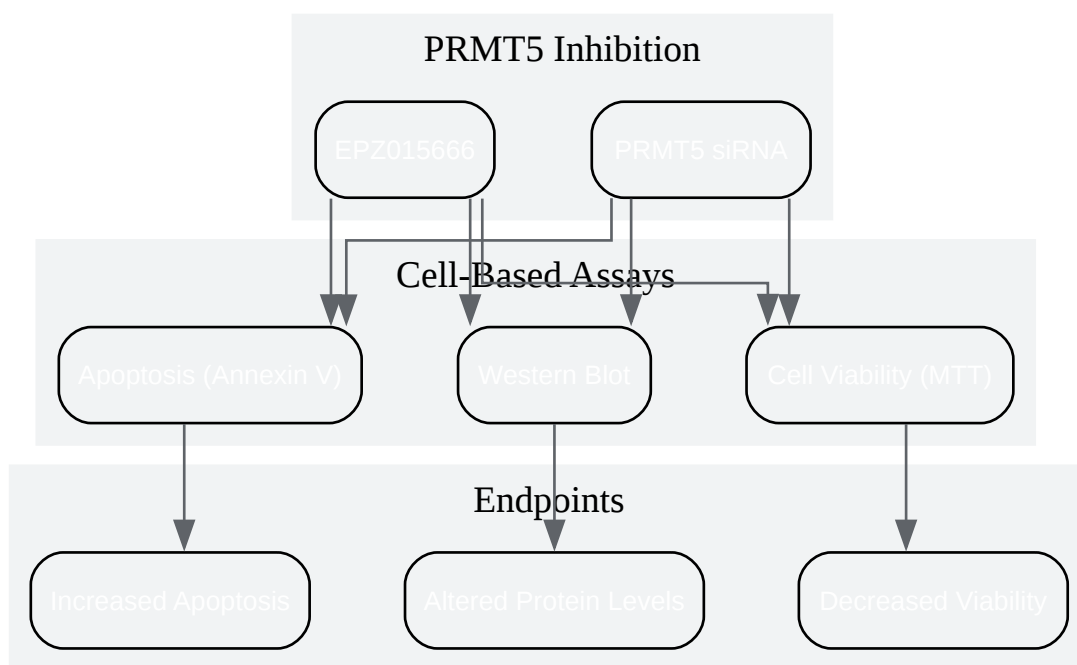 PRMT5 Inhibition
EPZ015666
PRMT5 siRNA
Cell-Based Assays
Apoptosis (Annexin V)
Western Blot
Cell Viability (MTT)
Endpoints
Increased Apoptosis
Altered Protein Levels
Decreased Viability